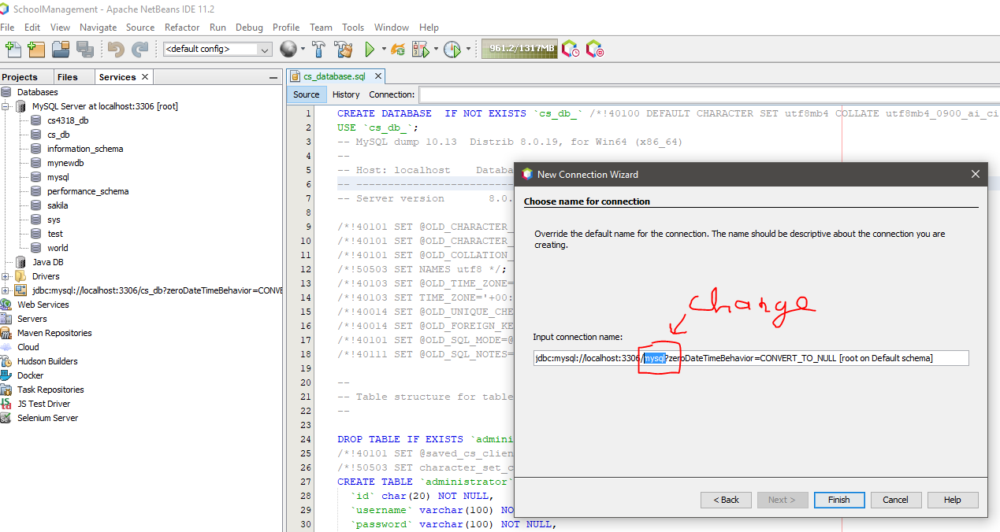 SchoolManagement - Apache NetBeans IDE 11.2
File Edit View Navigate Source Refactor Run Debug Profile Team Tools Window Help
<default config>
961.2/1317MB
Projects Files Services
Databases
MySQL Server at localhost:3306 [root]
cs4318_db
cs_db
information_schema
mynewdb
mysql
performance_schema
sakila
sys
test
world
Java DB
Drivers
jdbc:mysql://localhost:3306/cs_db?zeroDateTimeBehavior=CONVE
Web Services
Servers
Maven Repositories
Cloud
Hudson Builders
Docker
Task Repositories
JS Test Driver
Selenium Server
cs_database.sql
Source History Connection:
1 CREATE DATABASE  IF NOT EXISTS `cs_db_` /*!40100 DEFAULT CHARACTER SET utf8mb4 COLLATE utf8mb4_0900_ai_ci
2 USE `cs_db_`;
3 -- MySQL dump 10.13  Distrib 8.0.19, for Win64 (x86_64)
4 --
5 -- Host: localhost    Databa
6 -- ------------------------
7 -- Server version       8.0.
8
9 /*!40101 SET @OLD_CHARACTER_
10 /*!40101 SET @OLD_CHARACTER_
11 /*!40101 SET @OLD_COLLATION_
12 /*!50503 SET NAMES utf8 */;
13 /*!40103 SET @OLD_TIME_ZONE=
14 /*!40103 SET TIME_ZONE='+00:
15 /*!40014 SET @OLD_UNIQUE_CHE
16 /*!40014 SET @OLD_FOREIGN_KE
17 /*!40101 SET @OLD_SQL_MODE=@
18 /*!40111 SET @OLD_SQL_NOTES=
19
20 --
21 -- Table structure for table
22 --
23
24 DROP TABLE IF EXISTS `admini
25 /*!40101 SET @saved_cs_clien
26 /*!50503 SET character_set_c
27 CREATE TABLE `administrator`
28 `id` char(20) NOT NULL,
29 `username` varchar(100) NO
30 `password` varchar(100) NOT NULL,
New Connection Wizard
Choose name for connection
Override the default name for the connection. The name should be descriptive about the connection you are
creating.
change
Input connection name:
jdbc:mysql://localhost:3306/mysql?zeroDateTimeBehavior=CONVERT_TO_NULL [root on Default schema]
< Back Next > Finish Cancel Help